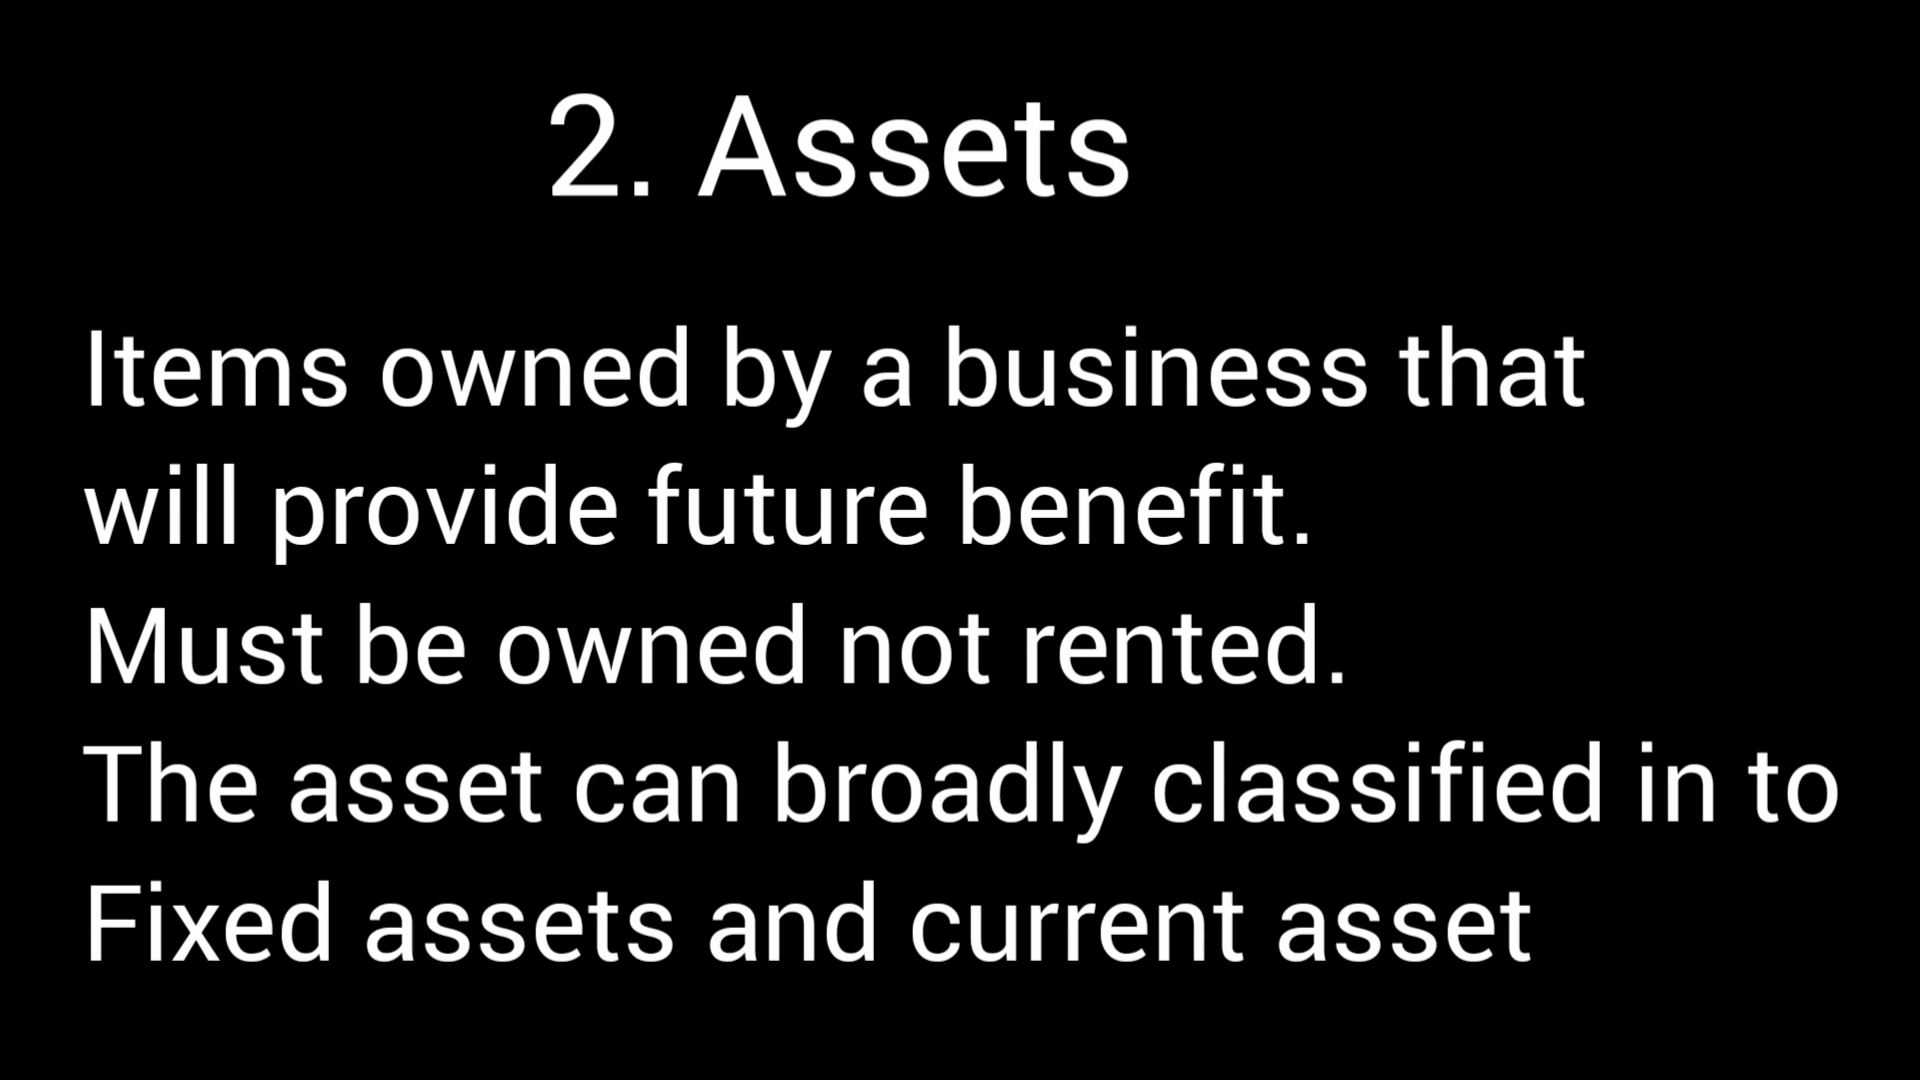 2. Assets
Items owned by a business that
will provide future benefit.
Must be owned not rented.
The asset can broadly classified in to
Fixed assets and current asset